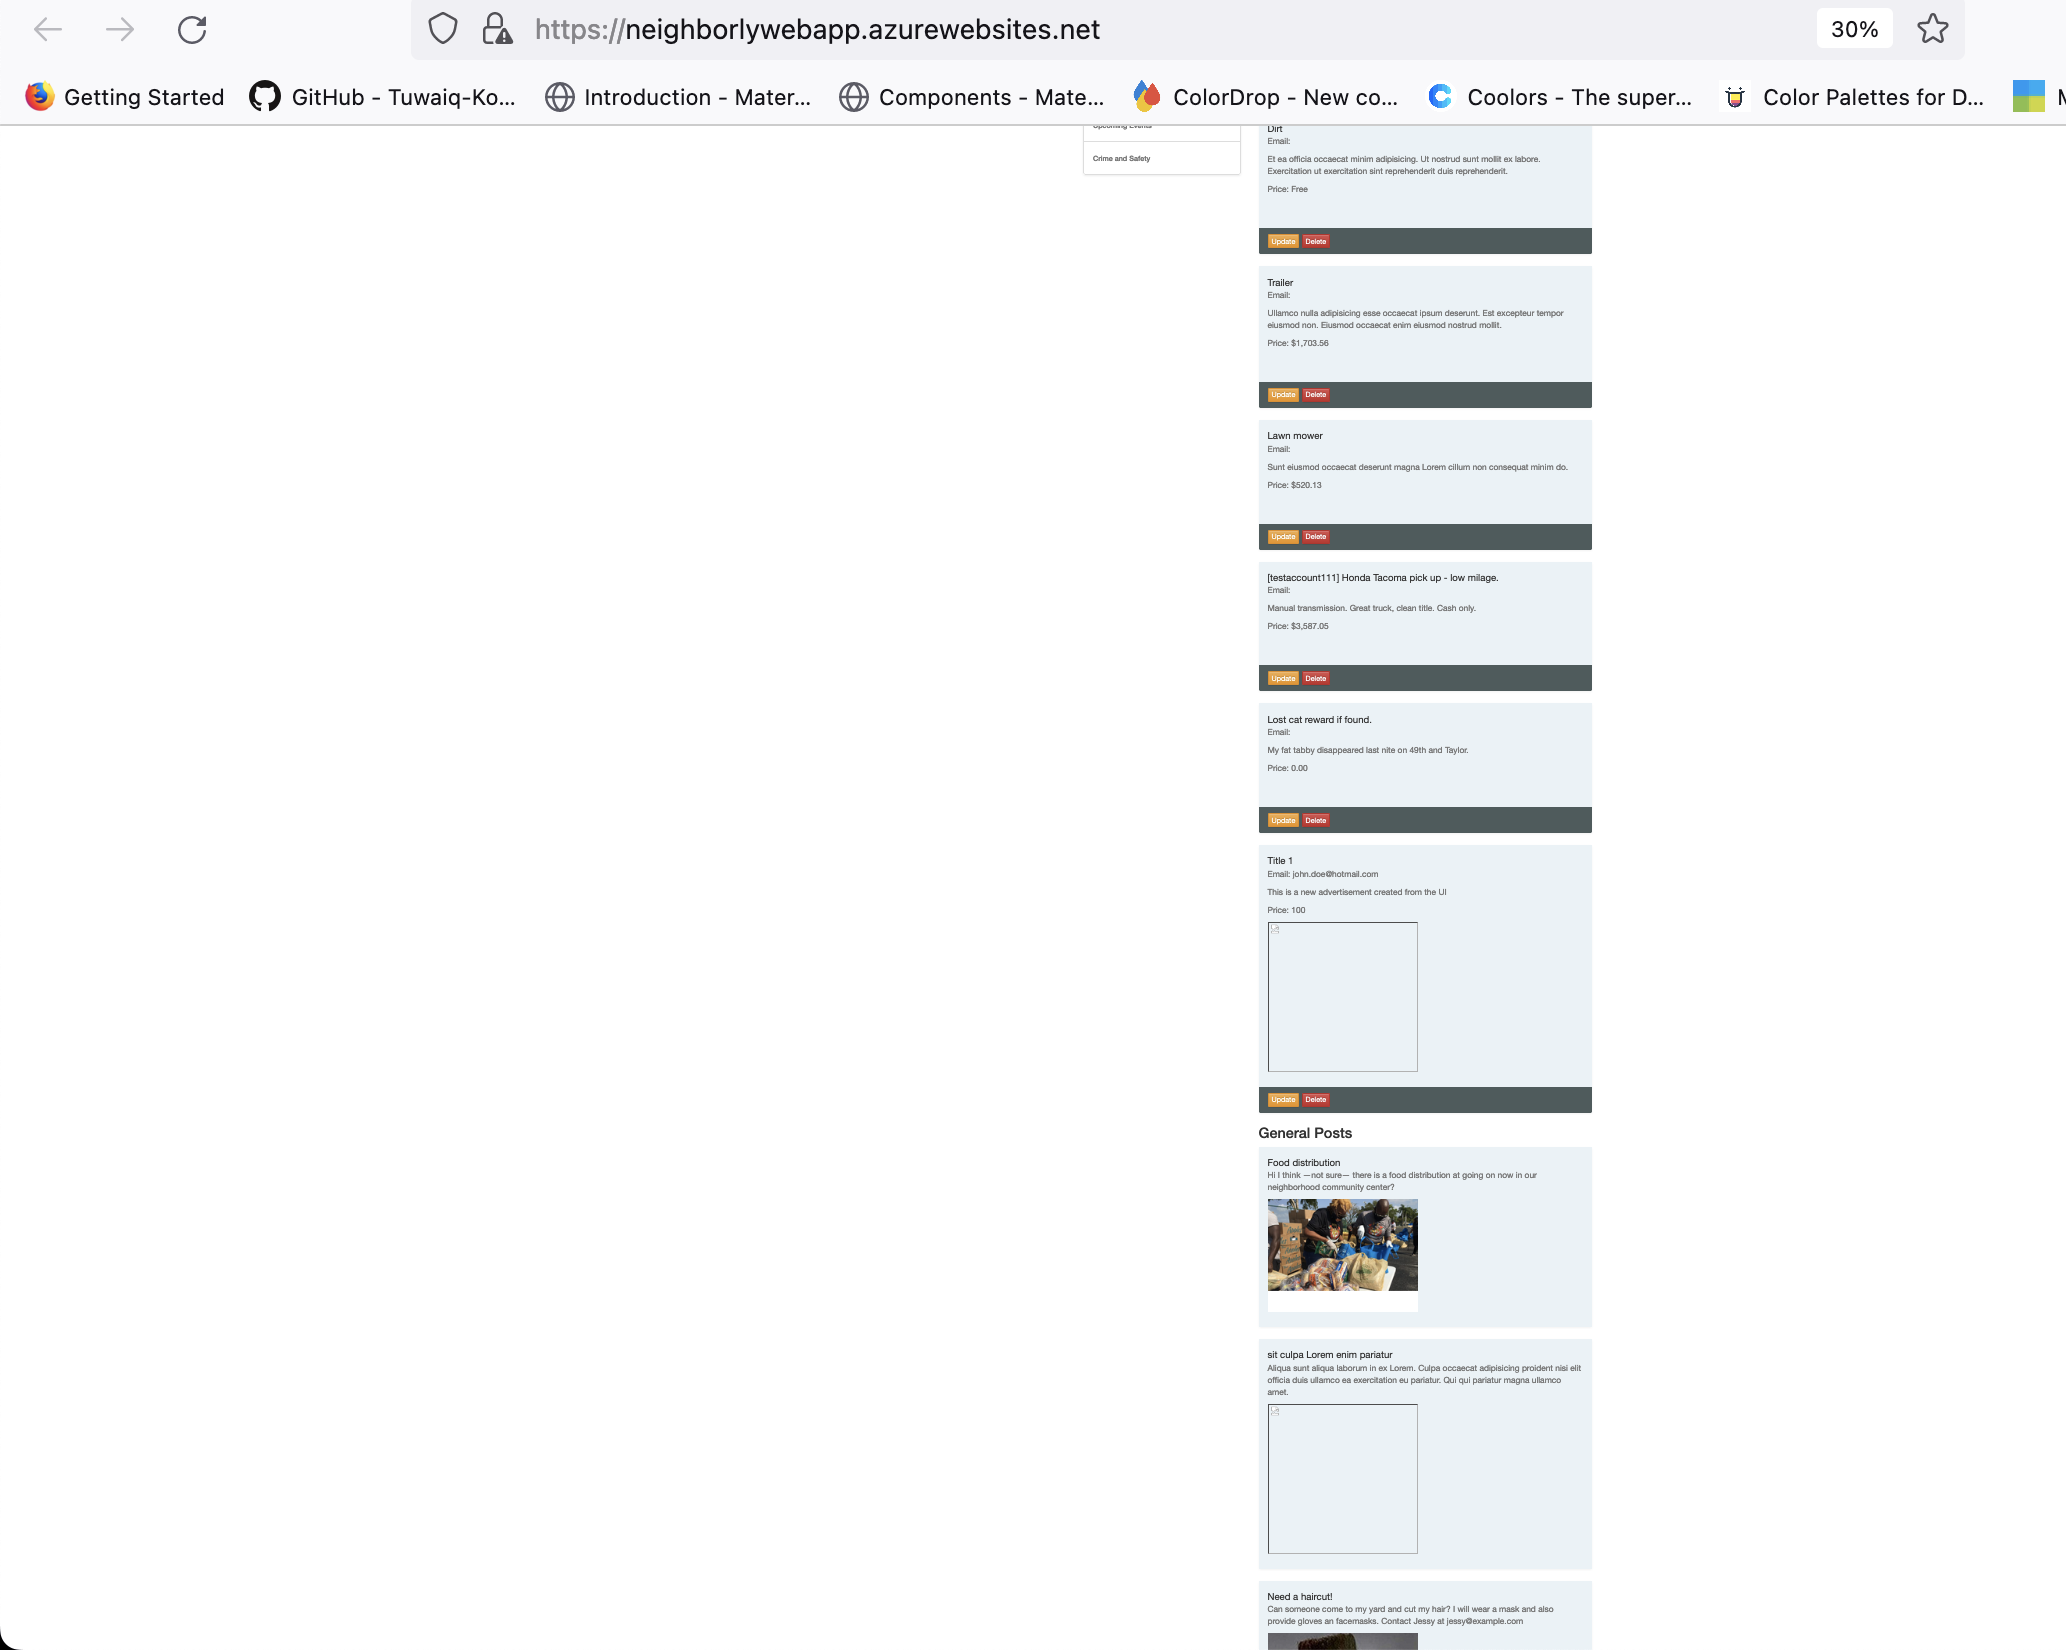 https://neighborlywebapp.azurewebsites.net
30%
Getting Started
GitHub - Tuwaiq-Ko...
Introduction - Mater...
Components - Mate...
ColorDrop - New co...
Coolors - The super...
Color Palettes for D...
M
Upcoming Events
Crime and Safety
Dirt
Email:
Et ea officia occaecat minim adipisicing. Ut nostrud sunt mollit ex labore.
Exercitation ut exercitation sint reprehenderit duis reprehenderit.
Price: Free
Update Delete
Trailer
Email:
Ullamco nulla adipisicing esse occaecat ipsum deserunt. Est excepteur tempor
eiusmod non. Eiusmod occaecat enim eiusmod nostrud mollit.
Price: $1,703.56
Update Delete
Lawn mower
Email:
Sunt eiusmod occaecat deserunt magna Lorem cillum non consequat minim do.
Price: $520.13
Update Delete
[testaccount111] Honda Tacoma pick up - low milage.
Email:
Manual transmission. Great truck, clean title. Cash only.
Price: $3,587.05
Update Delete
Lost cat reward if found.
Email:
My fat tabby disappeared last nite on 49th and Taylor.
Price: 0.00
Update Delete
Title 1
Email: john.doe@hotmail.com
This is a new advertisement created from the UI
Price: 100
Update Delete
General Posts
Food distribution
Hi I think —not sure— there is a food distribution at going on now in our
neighborhood community center?
sit culpa Lorem enim pariatur
Aliqua sunt aliqua laborum in ex Lorem. Culpa occaecat adipisicing proident nisi elit
officia duis ullamco ea exercitation eu pariatur. Qui qui pariatur magna ullamco
amet.
Need a haircut!
Can someone come to my yard and cut my hair? I will wear a mask and also
provide gloves an facemasks. Contact Jessy at jessy@example.com